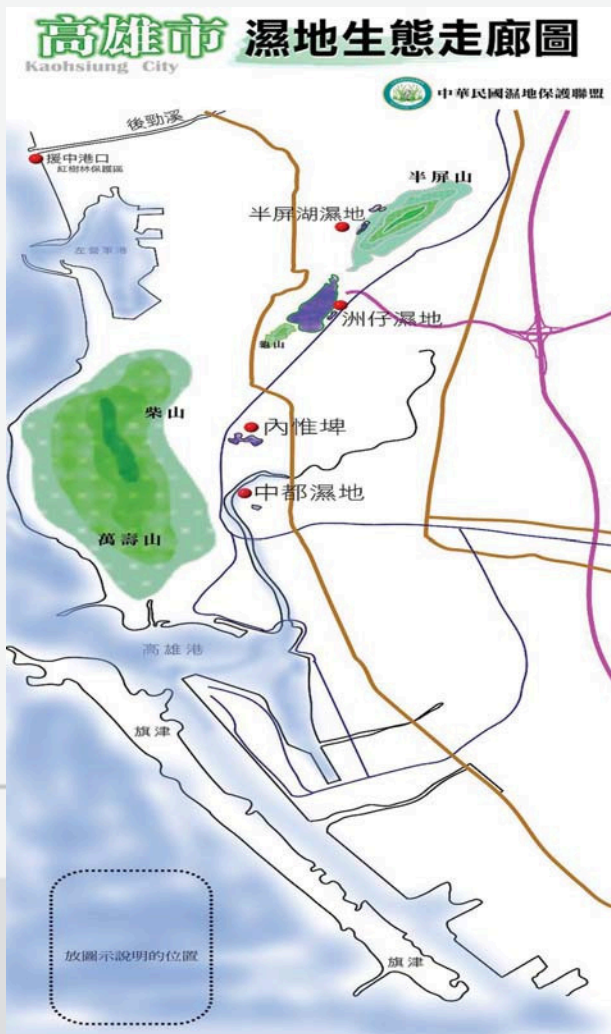 高雄市 濕地生態走廊圖
Kaohsiung City
中華民國濕地保護聯盟
後勁溪
援中港口
紅樹林保護區
半屏山
半屏湖濕地
左營軍港
洲仔濕地
龜山
柴山
內惟埤
中都濕地
萬壽山
高雄港
旗津
放圖示說明的位置
旗津